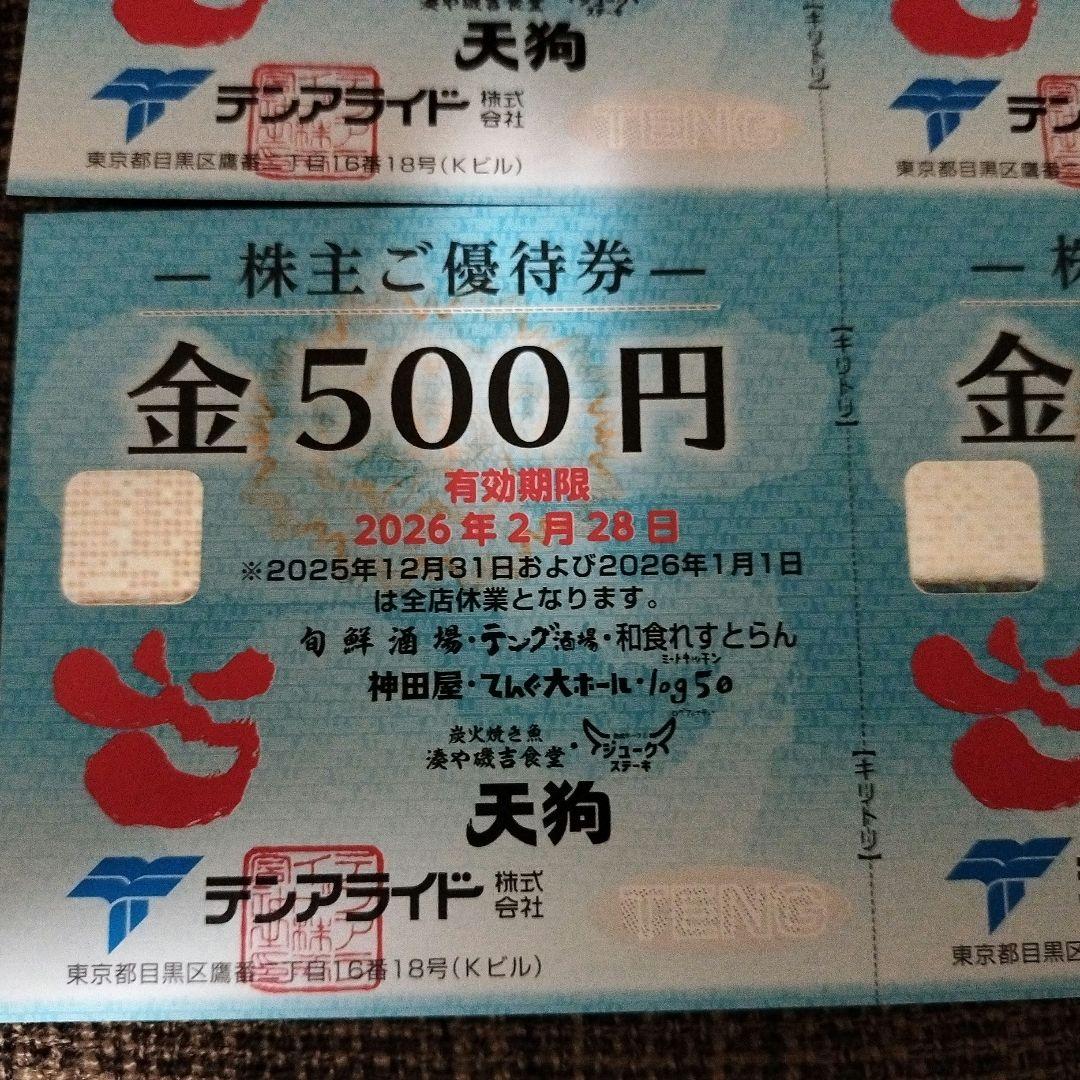 天狗
テンアライド 株式会社
テン
東京都目黒区鷹番二丁目16番18号(Kビル)
東京都目黒区鷹番
【キリトリ】
― 株主ご優待券 ―
― 株
金500円
金
有効期限
2026年2月28日
※2025年12月31日および2026年1月1日
は全店休業となります。
旬鮮酒場・テング酒場・和食れすとらん
ミートキッチン
神田屋・てんぐ大ホール・log50
炭火焼き魚
湊や磯吉食堂・ジューク
ステーキ
【キリトリ】
天狗
テンアライド 株式会社
TENG
東京都目黒区鷹番二丁目16番18号(Kビル)
東京都目黒区